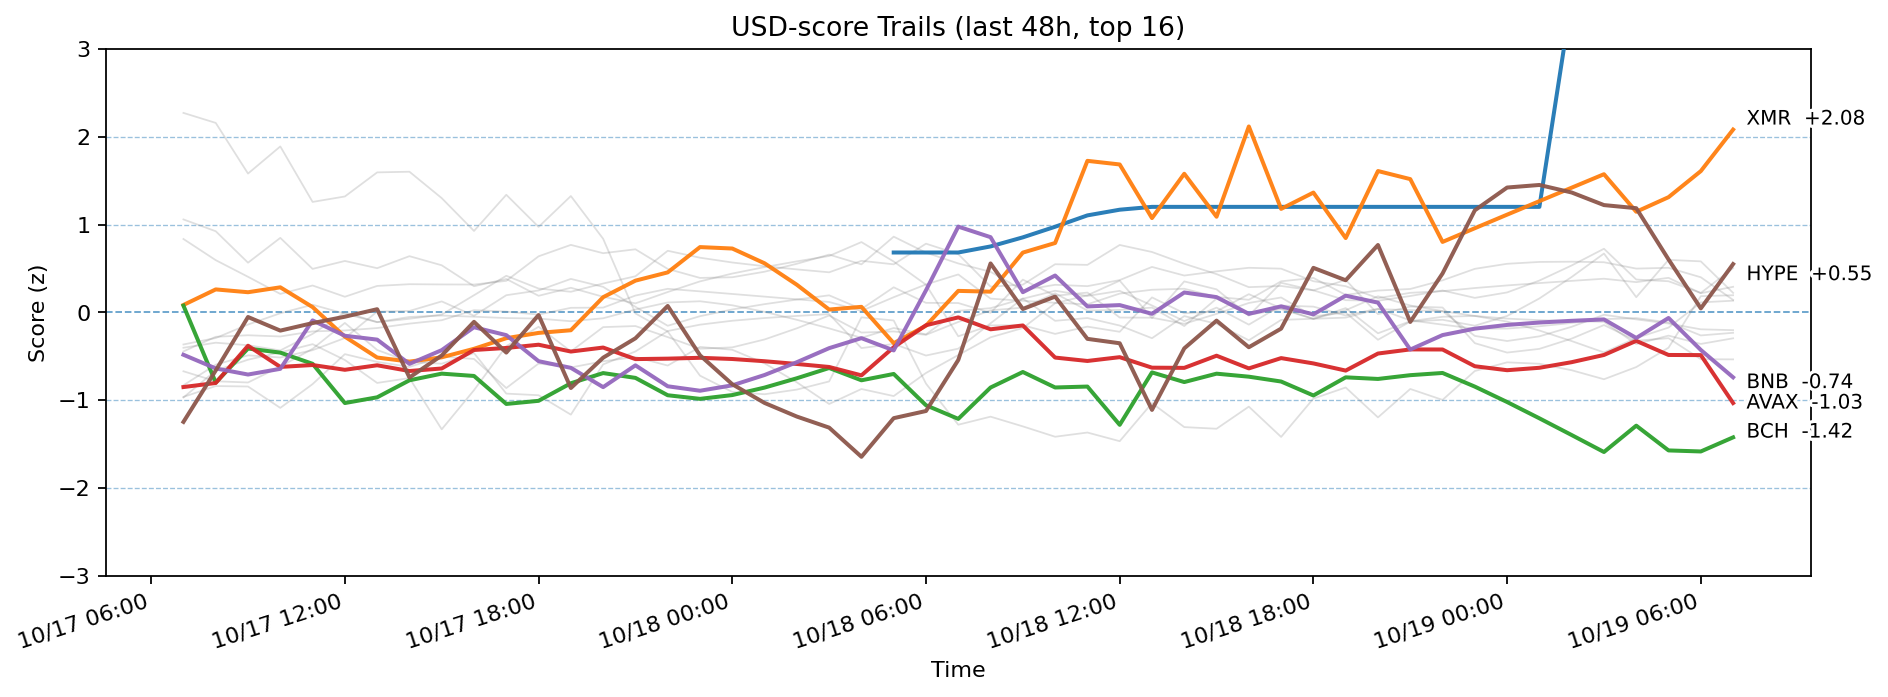 USD-score Trails (last 48h, top 16)
3
2
1
0
−1
−2
−3
Score (z)
XMR +2.08
HYPE +0.55
BNB -0.74
AVAX -1.03
BCH -1.42
10/17 06:00
10/17 12:00
10/17 18:00
10/18 00:00
10/18 06:00
10/18 12:00
10/18 18:00
10/19 00:00
10/19 06:00
Time